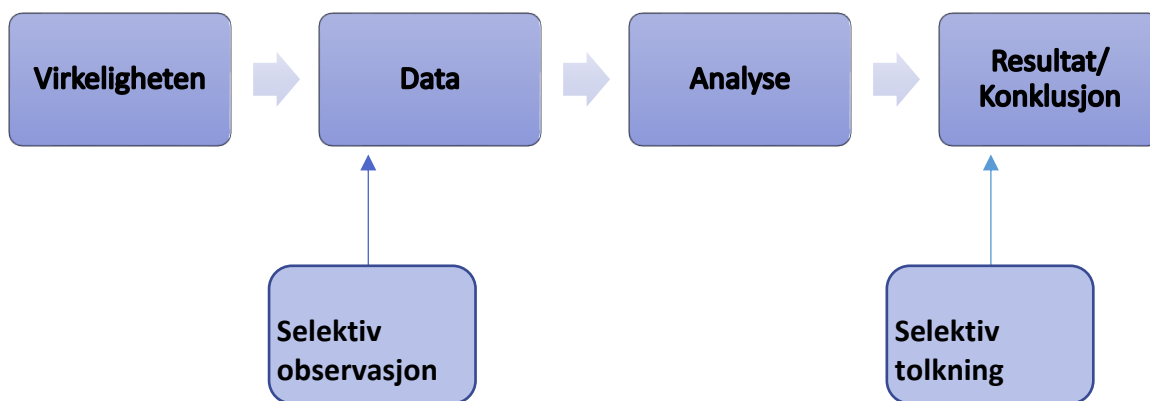 Virkeligheten
Data
Analyse
Resultat/
Konklusjon
Selektiv
observasjon
Selektiv
tolkning